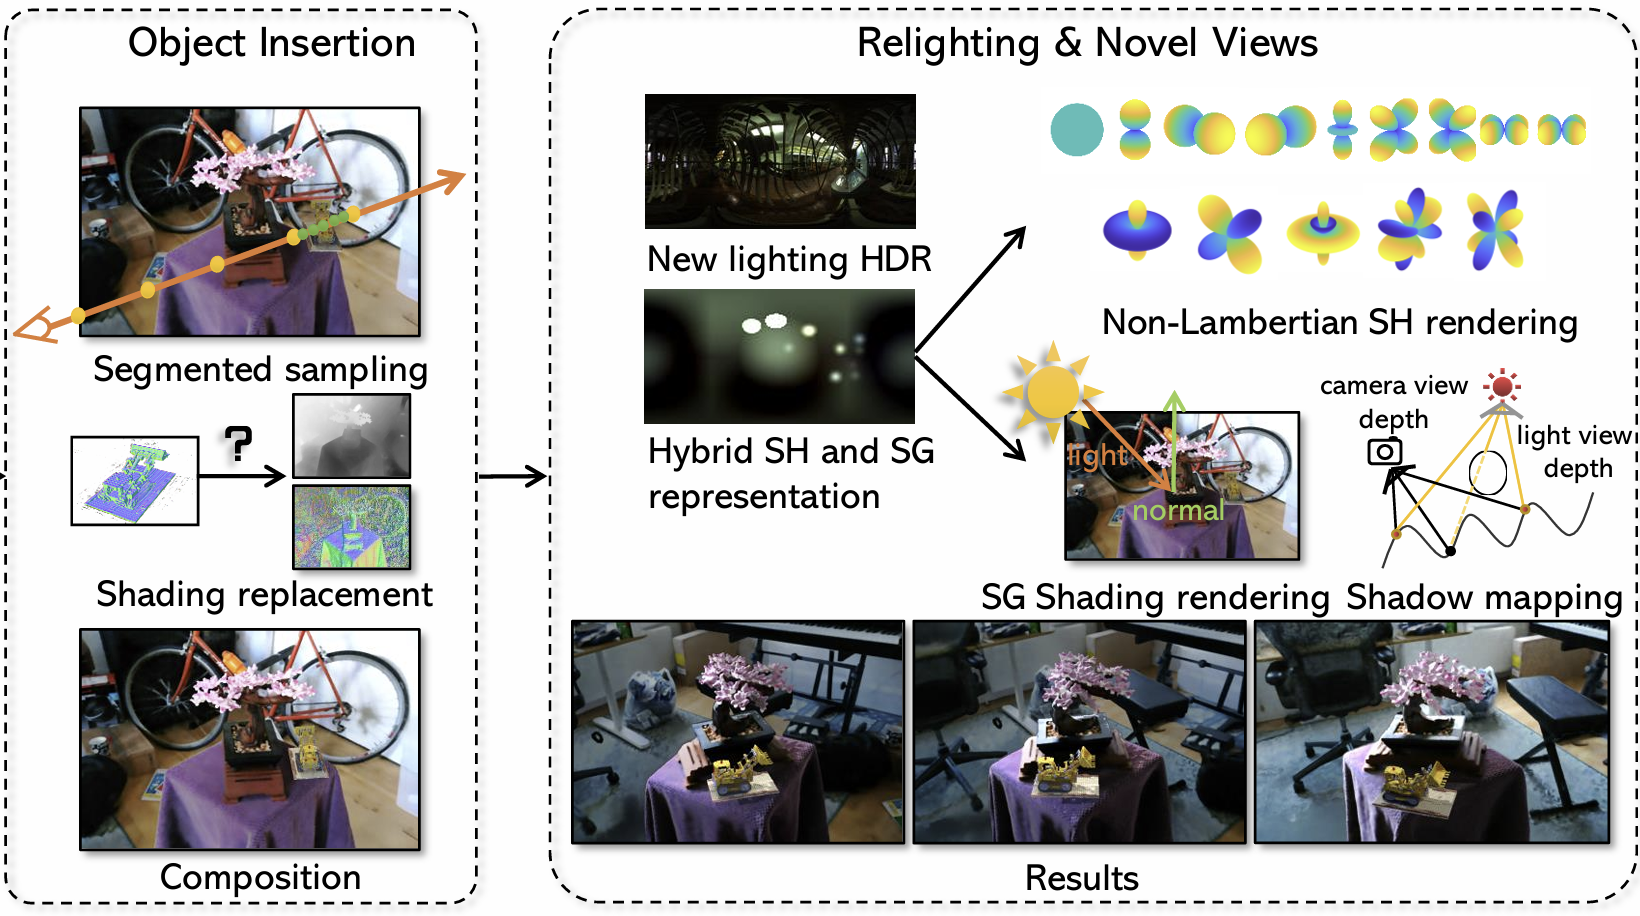 Object Insertion
Segmented sampling
?
Shading replacement
Composition
Relighting & Novel Views
New lighting HDR
Hybrid SH and SG
representation
Non-Lambertian SH rendering
light
normal
SG Shading rendering
camera view
depth
light view
depth
Shadow mapping
Results